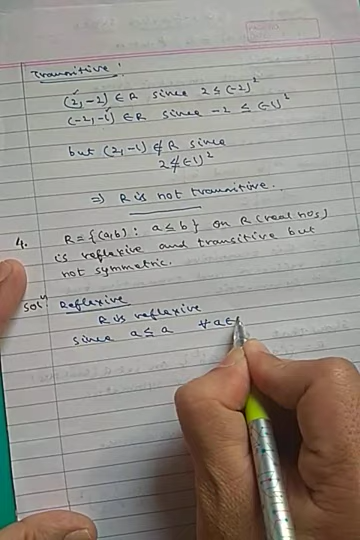 Transitive :
(2, -2) ∈ R since 2 ≤ (-2)²
(-2, -1) ∈ R since -2 ≤ (-1)²
but (2, -1) ∉ R since
2 ≰ (-1)²
⇒ R is not transitive.
4. R = {(a,b) : a ≤ b} on R (real nos)
is reflexive and transitive but
not symmetric.
Solⁿ Reflexive
R is reflexive
since a ≤ a ∀ a ∈